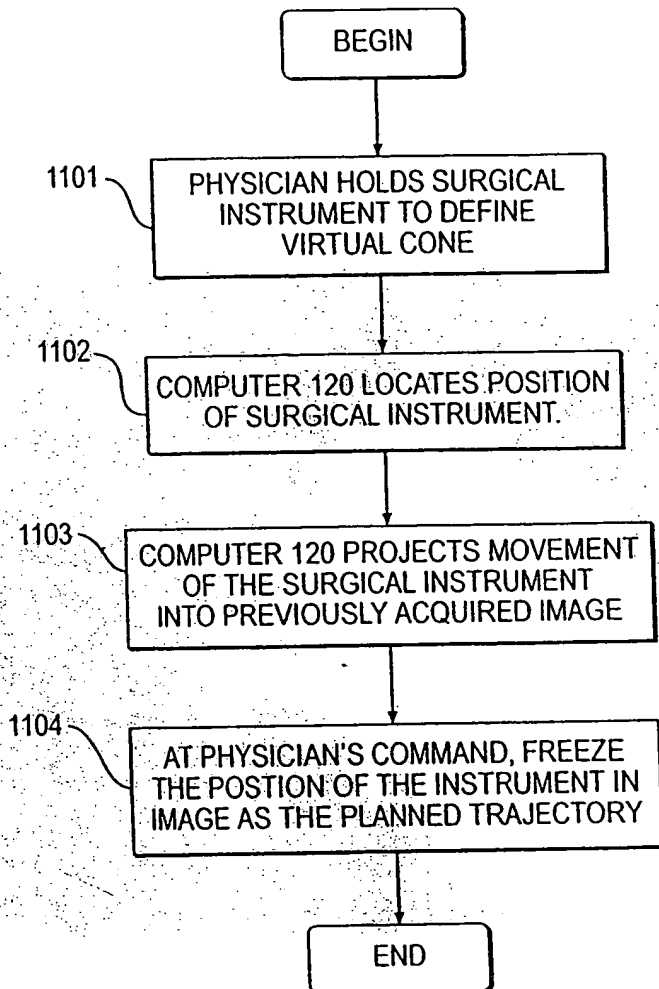 BEGIN
1101
PHYSICIAN HOLDS SURGICAL
INSTRUMENT TO DEFINE
VIRTUAL CONE
1102
COMPUTER 120 LOCATES POSITION
OF SURGICAL INSTRUMENT.
1103
COMPUTER 120 PROJECTS MOVEMENT
OF THE SURGICAL INSTRUMENT
INTO PREVIOUSLY ACQUIRED IMAGE
1104
AT PHYSICIAN'S COMMAND, FREEZE
THE POSTION OF THE INSTRUMENT IN
IMAGE AS THE PLANNED TRAJECTORY
END